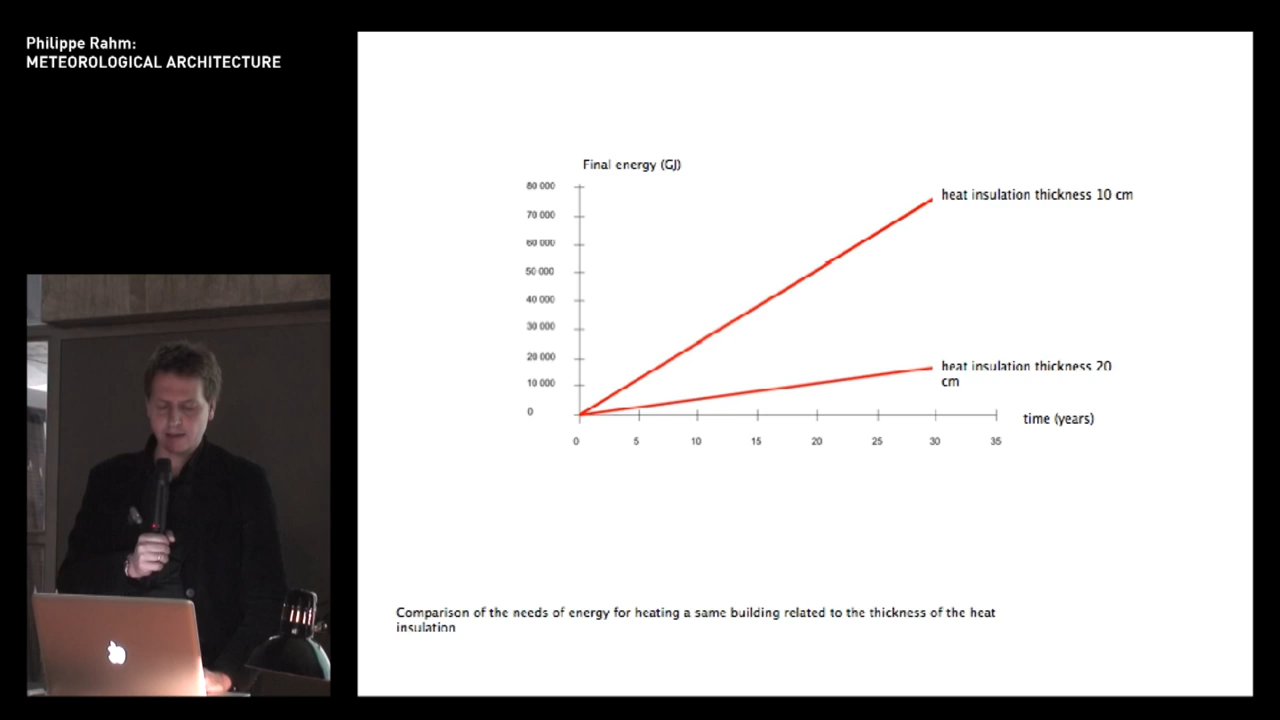 Philippe Rahm:
METEOROLOGICAL ARCHITECTURE
Final energy (GJ)
80 000
70 000
60 000
50 000
40 000
30 000
20 000
10 000
0
heat insulation thickness 10 cm
heat insulation thickness 20
cm
time (years)
0 5 10 15 20 25 30 35
Comparison of the needs of energy for heating a same building related to the thickness of the heat
insulation